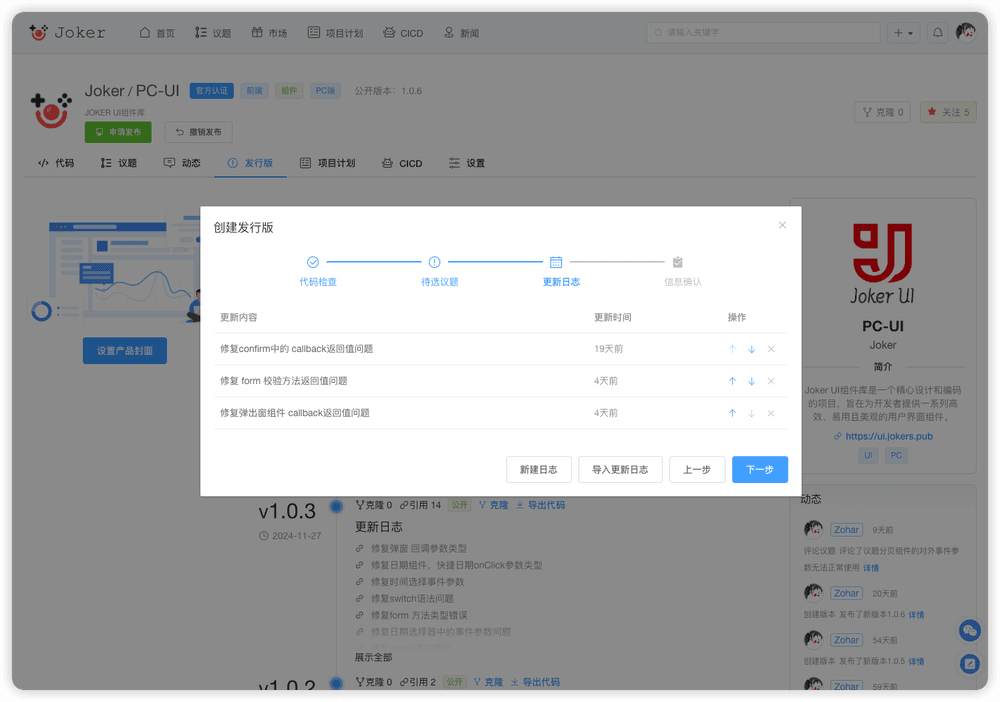 Joker 首页 议题 市场 项目计划 CICD 新闻 请输入关键字
Joker / PC-UI 官方认证 前端 组件 PC端 公开版本：1.0.6
JOKER UI组件库
申请发布 撤销发布
克隆 0 关注 5
代码 议题 动态 发行版 项目计划 CICD 设置
设置产品封面
创建发行版
代码检查 待选议题 更新日志 信息确认
更新内容 更新时间 操作
修复confirm中的 callback返回值问题 19天前
修复 form 校验方法返回值问题 4天前
修复弹出窗组件 callback返回值问题 4天前
新建日志 导入更新日志 上一步 下一步
Joker UI
PC-UI
Joker
简介
Joker UI组件库是一个精心设计和编码
的项目，旨在为开发者提供一系列高
效、易用且美观的用户界面组件。
https://ui.jokers.pub
UI PC
v1.0.3
2024-11-27
克隆 0 引用 14 公开 克隆 导出代码
更新日志
修复弹窗 回调参数类型
修复日期组件，快捷日期onClick参数类型
修复时间选择事件参数
修复switch语法问题
修复form 方法类型错误
修复日期选择器中的事件参数问题
展示全部
v1.0.2
克隆 0 引用 2 公开 克隆 导出代码
动态
Zohar 9天前
评论议题 评论了议题分页组件的对外事件参
数无法正常使用 详情
Zohar 20天前
创建版本 发布了新版本1.0.6 详情
Zohar 54天前
创建版本 发布了新版本1.0.5 详情
Zohar 59天前